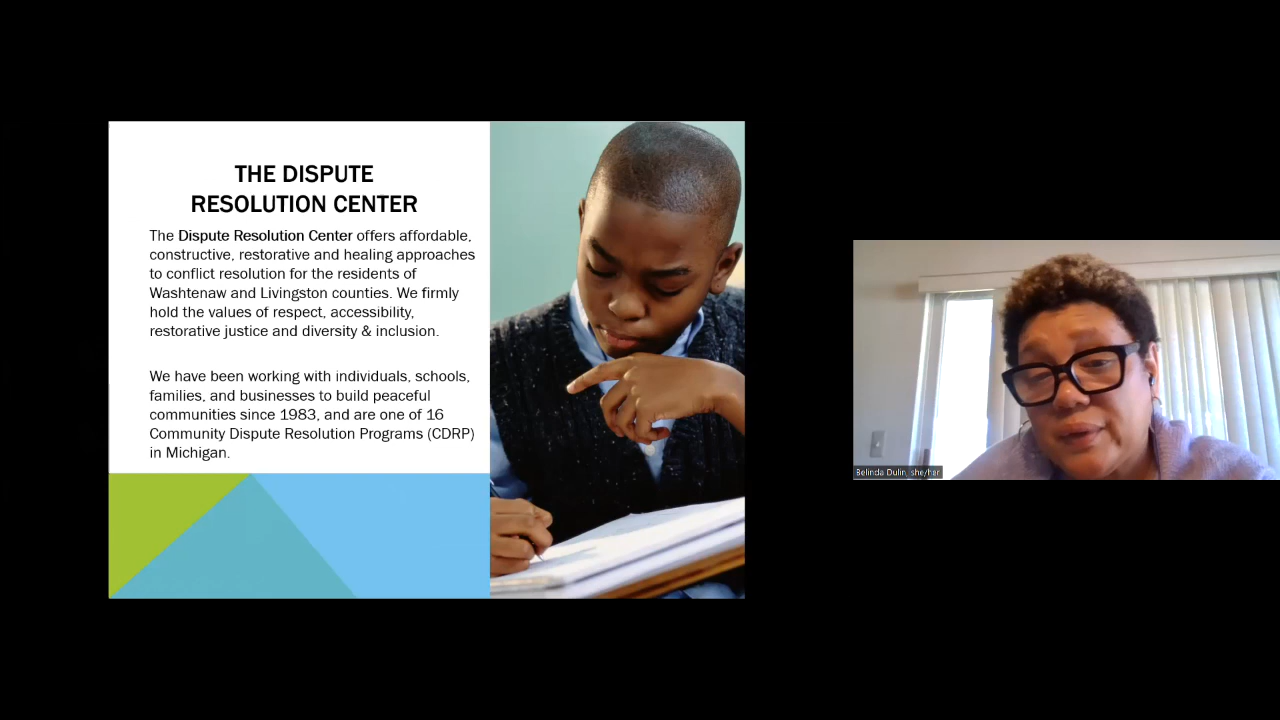 THE DISPUTE
RESOLUTION CENTER
The Dispute Resolution Center offers affordable,
constructive, restorative and healing approaches
to conflict resolution for the residents of
Washtenaw and Livingston counties. We firmly
hold the values of respect, accessibility,
restorative justice and diversity & inclusion.
We have been working with individuals, schools,
families, and businesses to build peaceful
communities since 1983, and are one of 16
Community Dispute Resolution Programs (CDRP)
in Michigan.
Belinda Dulin, she/her